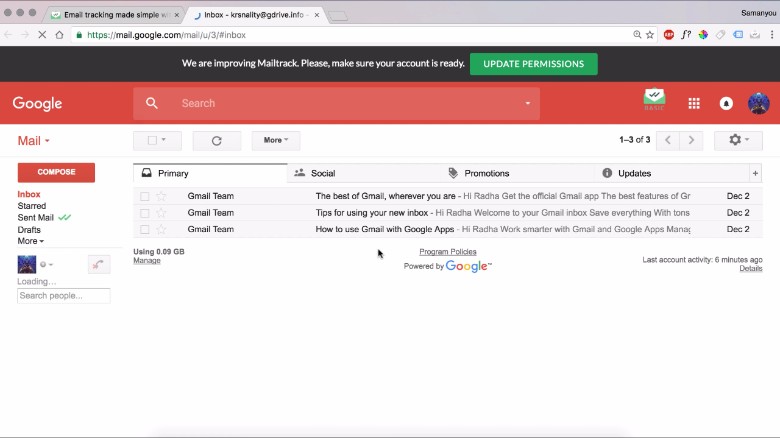 Email tracking made simple wi
Inbox - krsnality@gdrive.info -
Samanyou
https://mail.google.com/mail/u/3/#inbox
We are improving Mailtrack. Please, make sure your account is ready.
UPDATE PERMISSIONS
Google
Search
BASIC
Mail
More
1–3 of 3
COMPOSE
Primary
Social
Promotions
Updates
+
Inbox
Starred
Sent Mail
Drafts
More
Gmail Team The best of Gmail, wherever you are - Hi Radha Get the official Gmail app The best features of Gr Dec 2
Gmail Team Tips for using your new inbox - Hi Radha Welcome to your Gmail inbox Save everything With tons Dec 2
Gmail Team How to use Gmail with Google Apps - Hi Radha Work smarter with Gmail and Google Apps Manag Dec 2
Using 0.09 GB
Manage
Program Policies
Powered by Google™
Last account activity: 6 minutes ago
Details
Loading…
Search people...